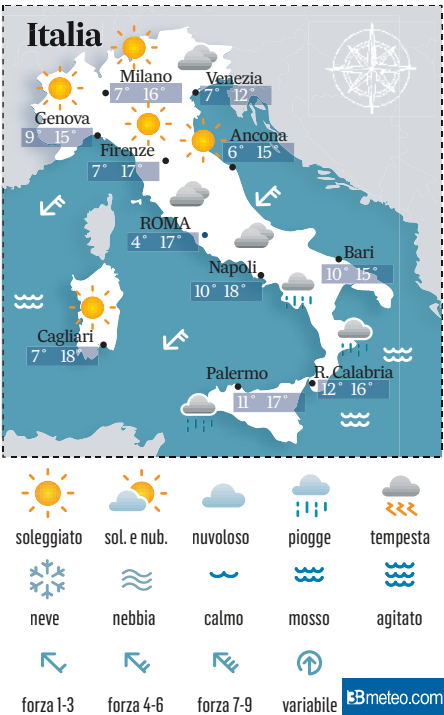 Italia
Milano
7° 16°
Venezia
7° 12°
Genova
9° 15°
Firenze
7° 17°
Ancona
6° 15°
ROMA
4° 17°
Napoli
10° 18°
Bari
10° 15°
Cagliari
7° 18°
Palermo
11° 17°
R. Calabria
12° 16°
soleggiato sol. e nub. nuvoloso piogge tempesta
neve nebbia calmo mosso agitato
forza 1-3 forza 4-6 forza 7-9 variabile
3Bmeteo.com